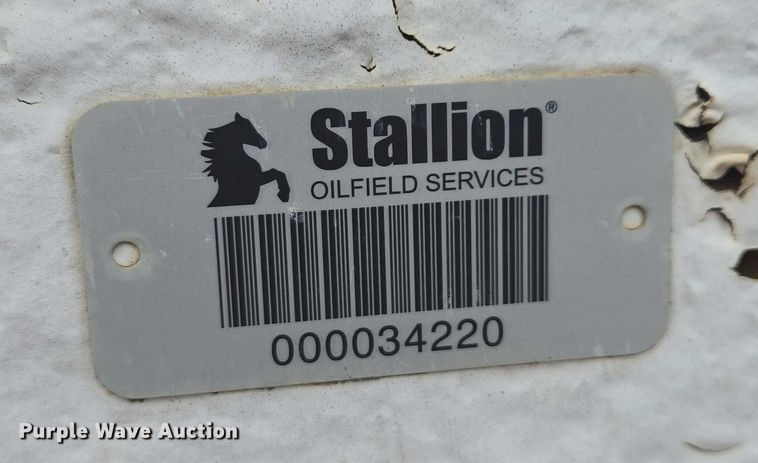 Stallion®
OILFIELD SERVICES
000034220
Purple Wave Auction